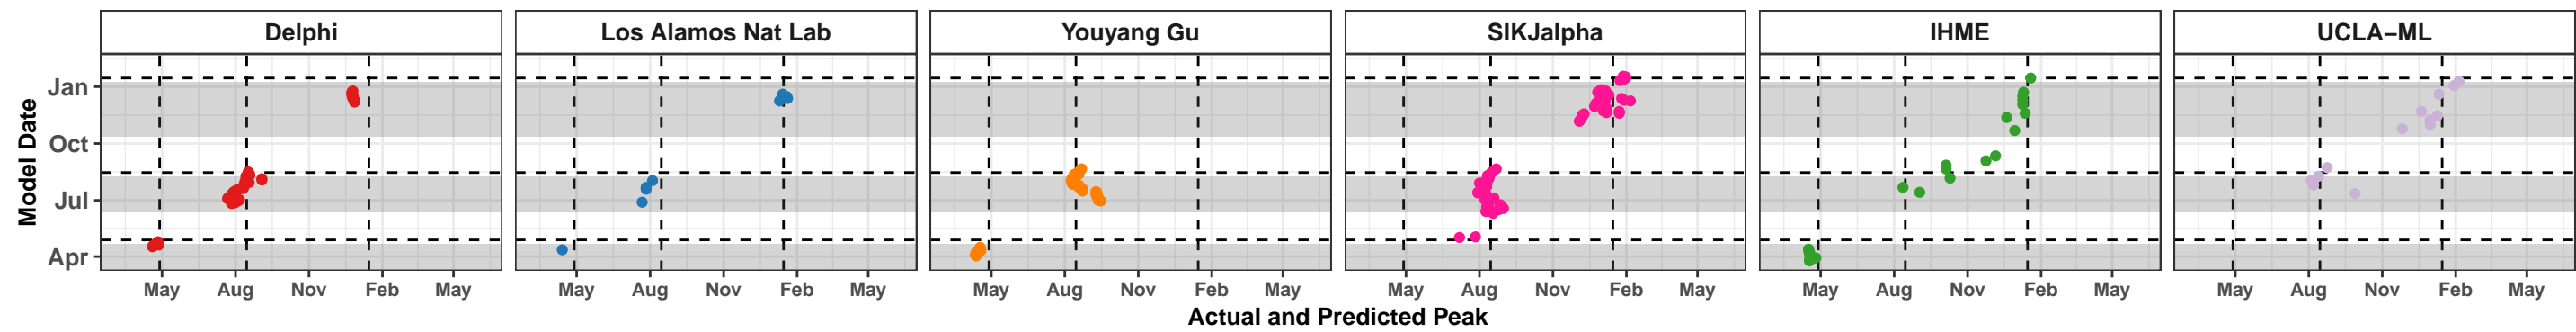 Delphi Los Alamos Nat Lab Youyang Gu SIKJalpha IHME UCLA−ML
Model Date
Jan
Oct
Jul
Apr
May Aug Nov Feb May May Aug Nov Feb May May Aug Nov Feb May May Aug Nov Feb May May Aug Nov Feb May May Aug Nov Feb May
Actual and Predicted Peak